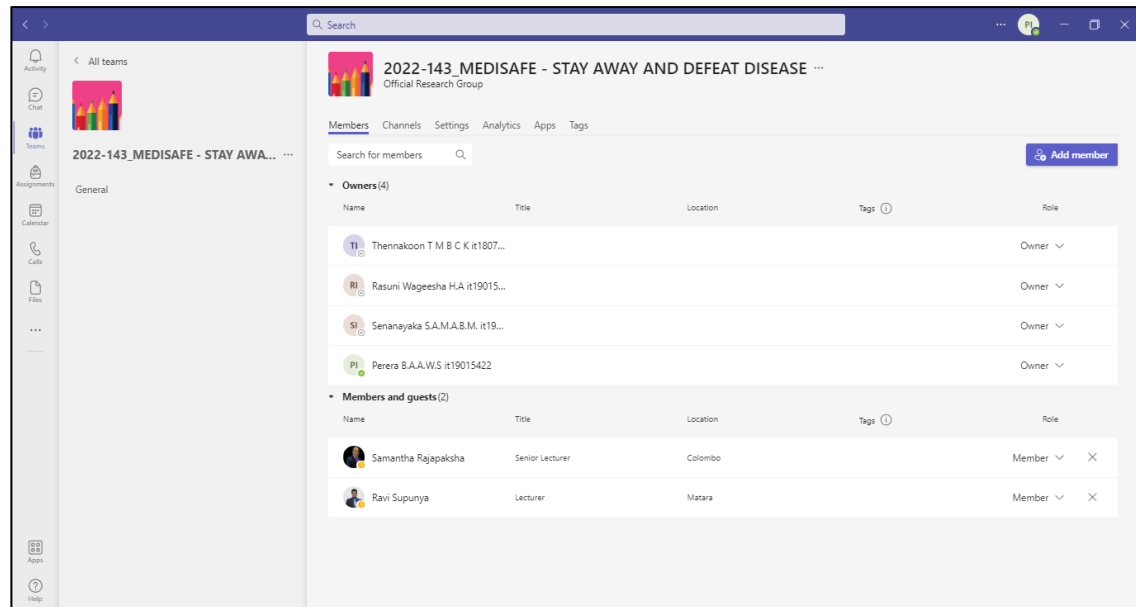 Search
PI
Activity
Chat
Teams
Assignments
Calendar
Calls
Files
Apps
Help
All teams
2022-143_MEDISAFE - STAY AWA...
General
2022-143_MEDISAFE - STAY AWAY AND DEFEAT DISEASE
Official Research Group
Members Channels Settings Analytics Apps Tags
Search for members
Add member
Owners (4)
Name Title Location Tags Role
TI Thennakoon T M B C K it1807... Owner
RI Rasuni Wageesha H.A it19015... Owner
SI Senanayaka S.A.M.A.B.M. it19... Owner
PI Perera B.A.A.W.S it19015422 Owner
Members and guests (2)
Name Title Location Tags Role
Samantha Rajapaksha Senior Lecturer Colombo Member
Ravi Supunya Lecturer Matara Member